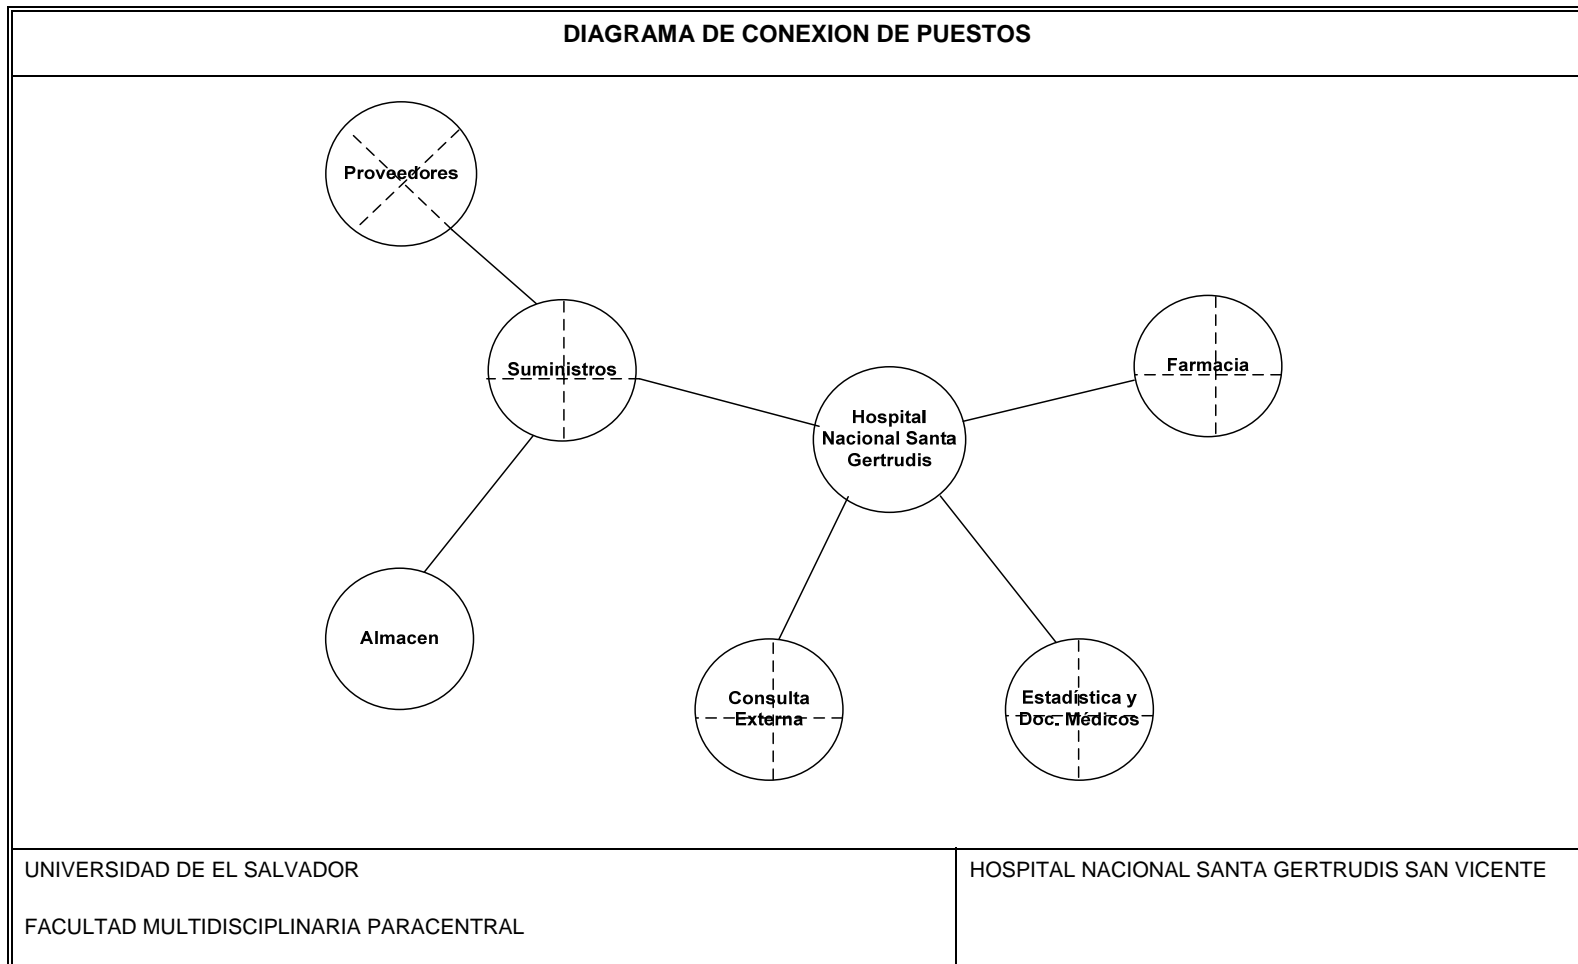 DIAGRAMA DE CONEXION DE PUESTOS
Proveedores
Suministros
Farmacia
Hospital
Nacional Santa
Gertrudis
Almacen
Consulta
Externa
Estadística y
Doc. Médicos
UNIVERSIDAD DE EL SALVADOR
FACULTAD MULTIDISCIPLINARIA PARACENTRAL
HOSPITAL NACIONAL SANTA GERTRUDIS SAN VICENTE